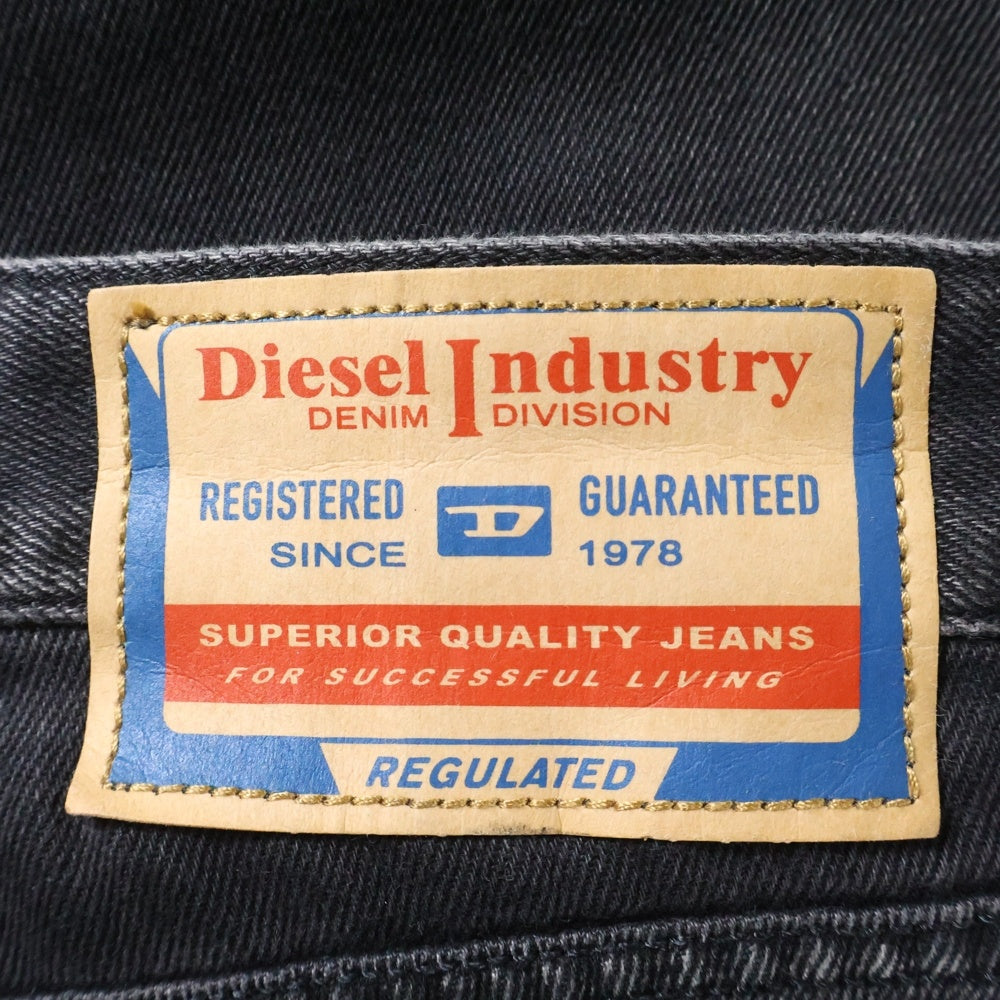 Diesel Industry
DENIM DIVISION
REGISTERED D GUARANTEED
SINCE 1978
SUPERIOR QUALITY JEANS
FOR SUCCESSFUL LIVING
REGULATED